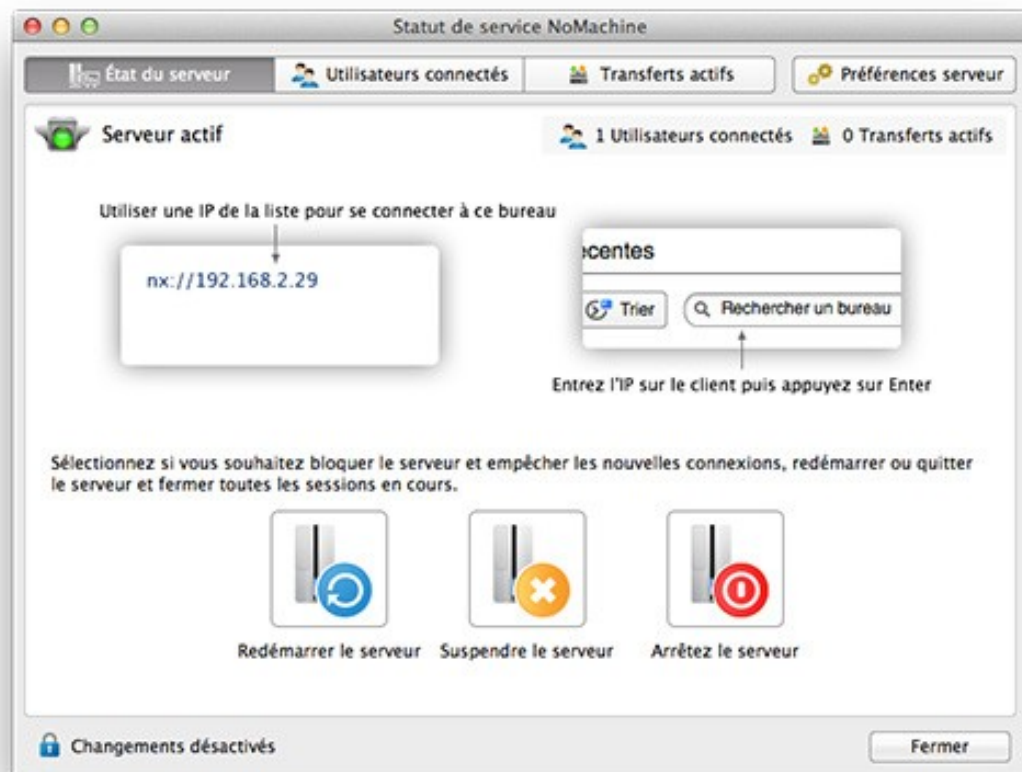 Statut de service NoMachine
État du serveur
Utilisateurs connectés
Transferts actifs
Préférences serveur
Serveur actif
1 Utilisateurs connectés
0 Transferts actifs
Utiliser une IP de la liste pour se connecter à ce bureau
nx://192.168.2.29
écentes
Trier
Rechercher un bureau
Entrez l'IP sur le client puis appuyez sur Enter
Sélectionnez si vous souhaitez bloquer le serveur et empêcher les nouvelles connexions, redémarrer ou quitter
le serveur et fermer toutes les sessions en cours.
Redémarrer le serveur
Suspendre le serveur
Arrêtez le serveur
Changements désactivés
Fermer